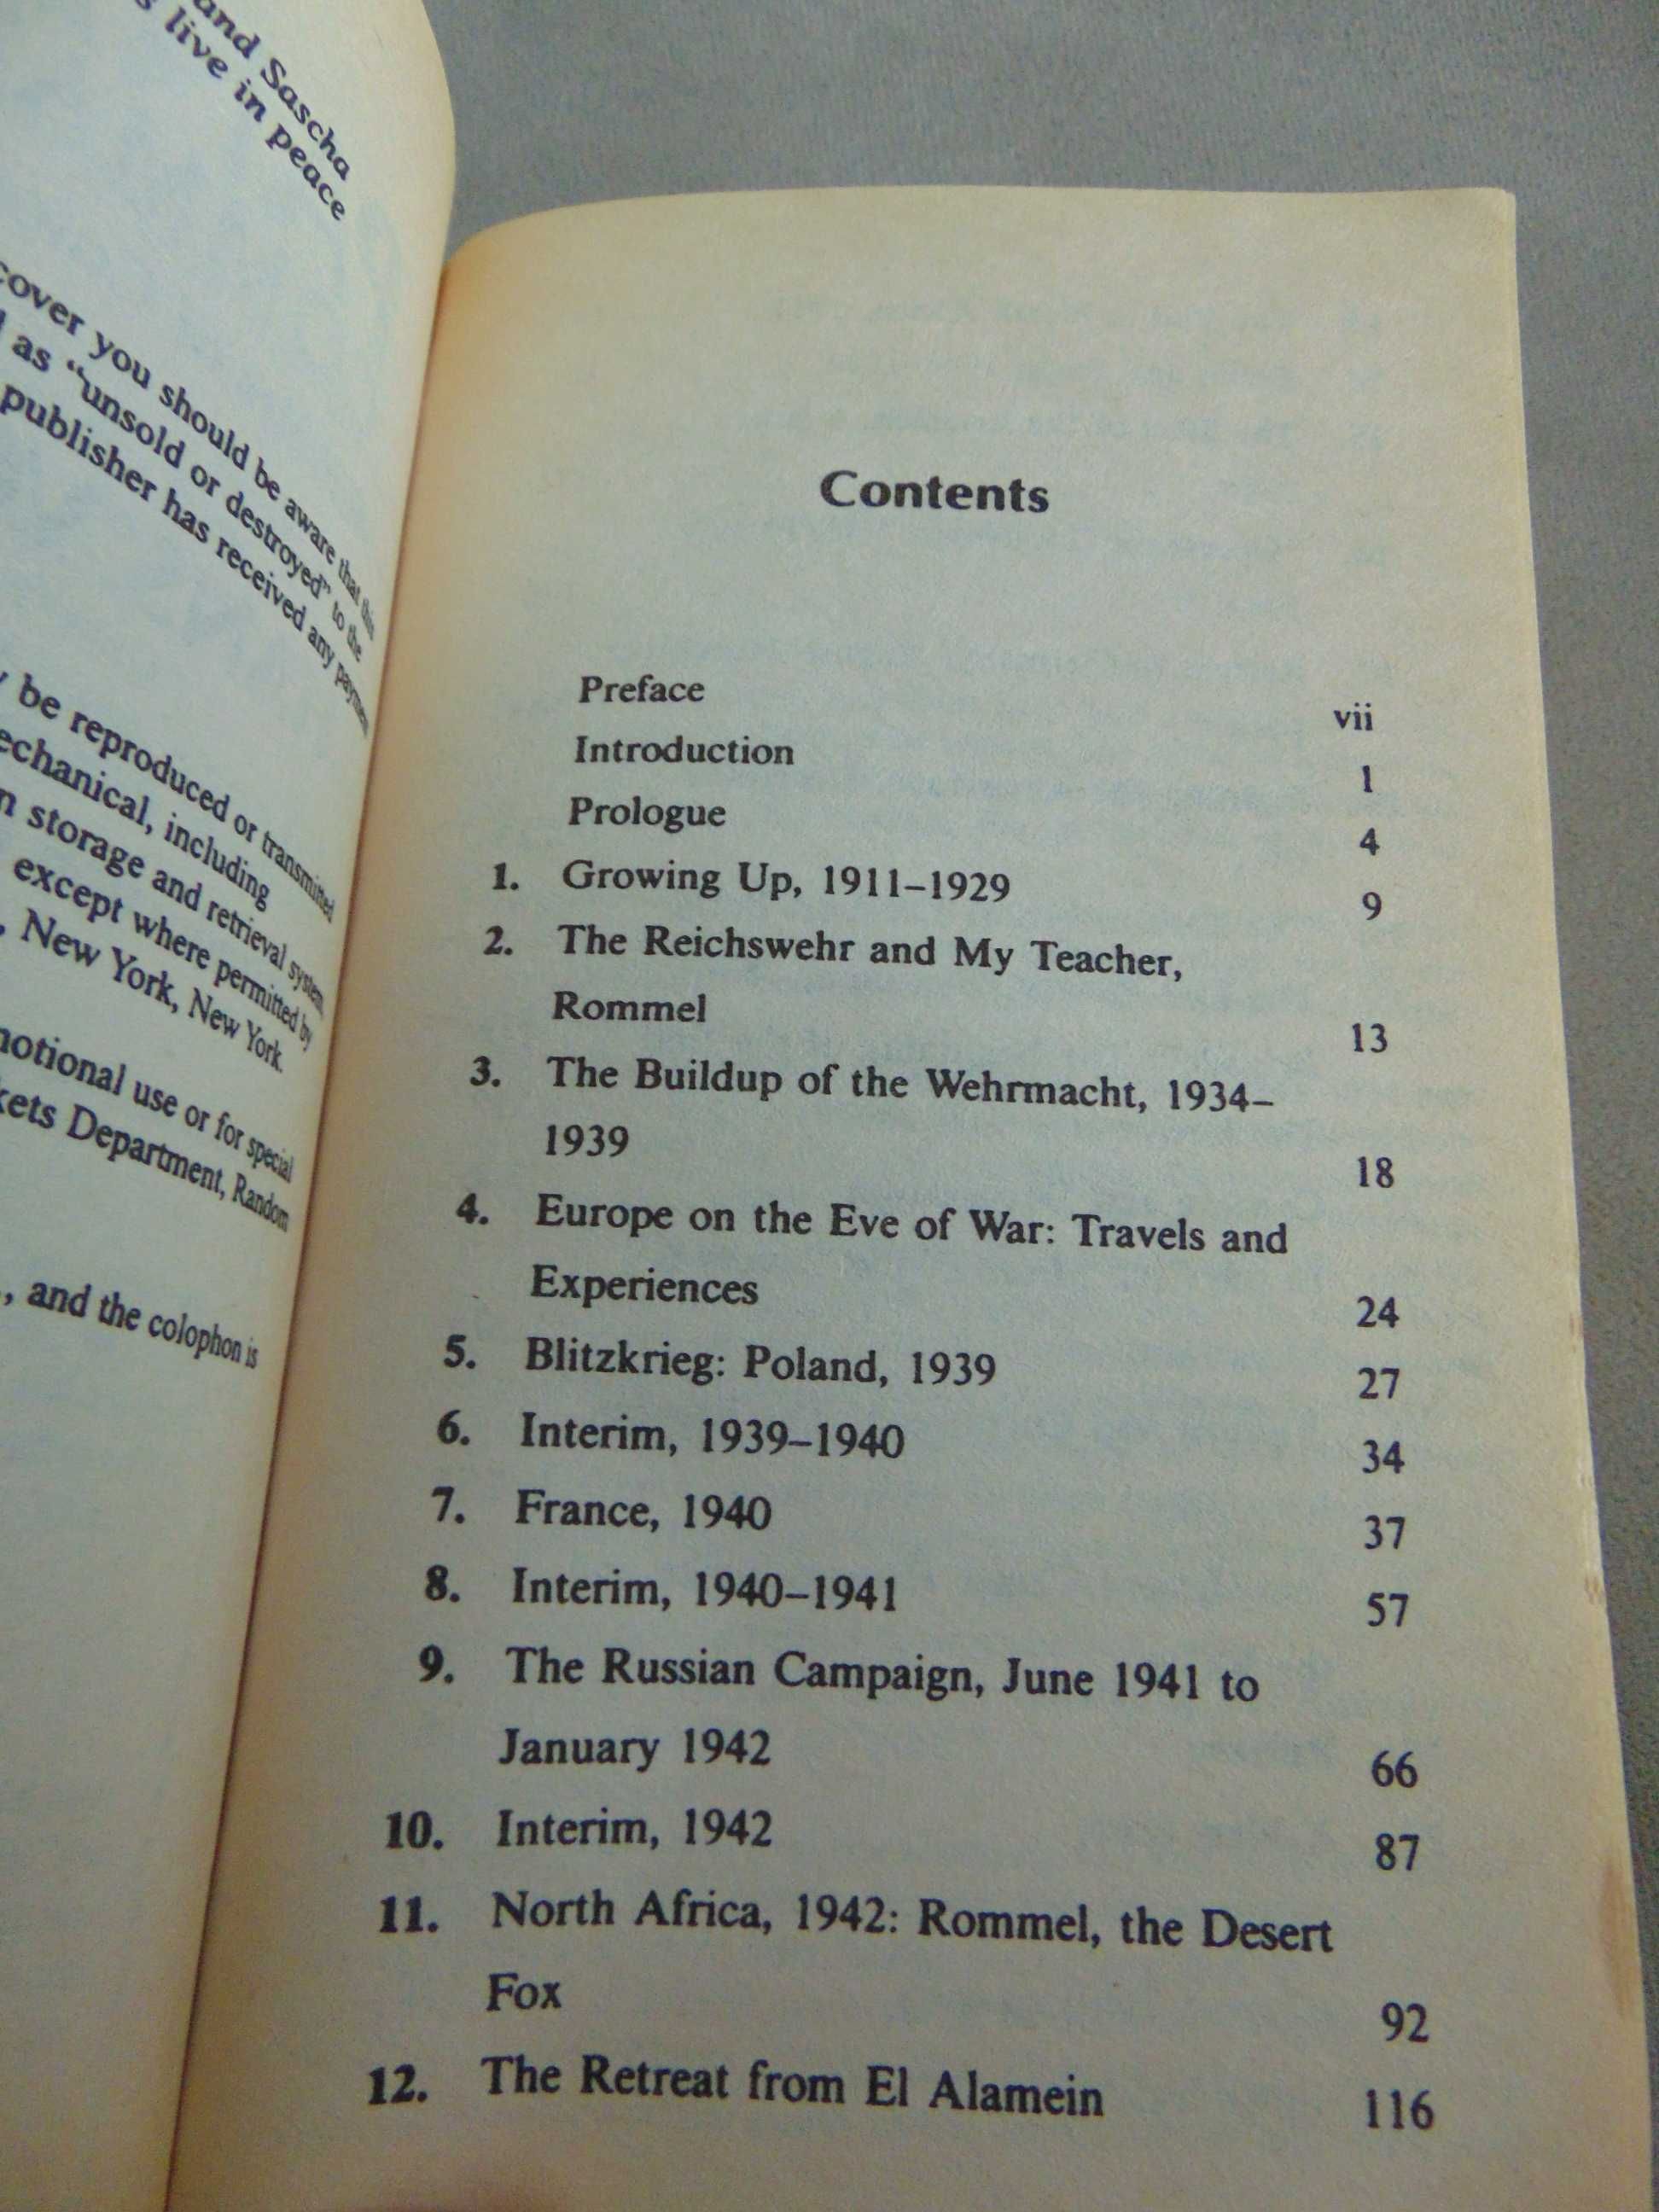 and Sascha
live in peace
cover you should be aware that this
as "unsold or destroyed" to the
publisher has received any
be reproduced or transmitted
including
storage and retrieval system,
except where permitted by
, New York, New York.
use or for special
Department, Random
, and the colophon is
Contents
Preface vii
Introduction 1
Prologue 4
1. Growing Up, 1911–1929 9
2. The Reichswehr and My Teacher,
Rommel 13
3. The Buildup of the Wehrmacht, 1934–
1939 18
4. Europe on the Eve of War: Travels and
Experiences 24
5. Blitzkrieg: Poland, 1939 27
6. Interim, 1939–1940 34
7. France, 1940 37
8. Interim, 1940–1941 57
9. The Russian Campaign, June 1941 to
January 1942 66
10. Interim, 1942 87
11. North Africa, 1942: Rommel, the Desert
Fox 92
12. The Retreat from El Alamein 116